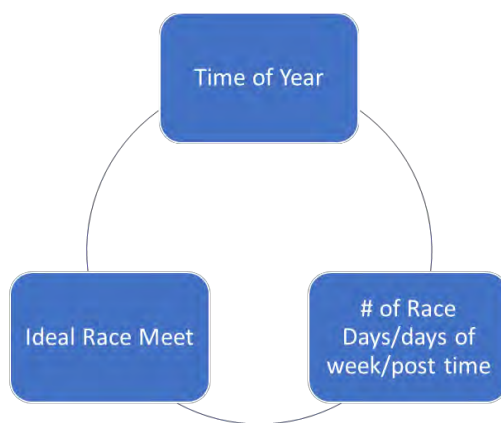 Time of Year
Ideal Race Meet
# of Race
Days/days of
week/post time